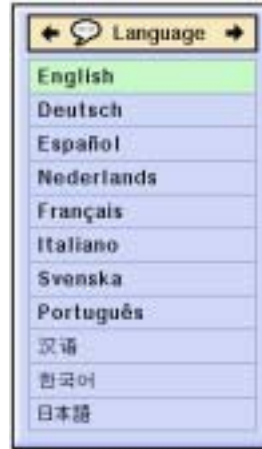 Language
English
Deutsch
Español
Nederlands
Français
Italiano
Svenska
Português
汉语
한국어
日本語